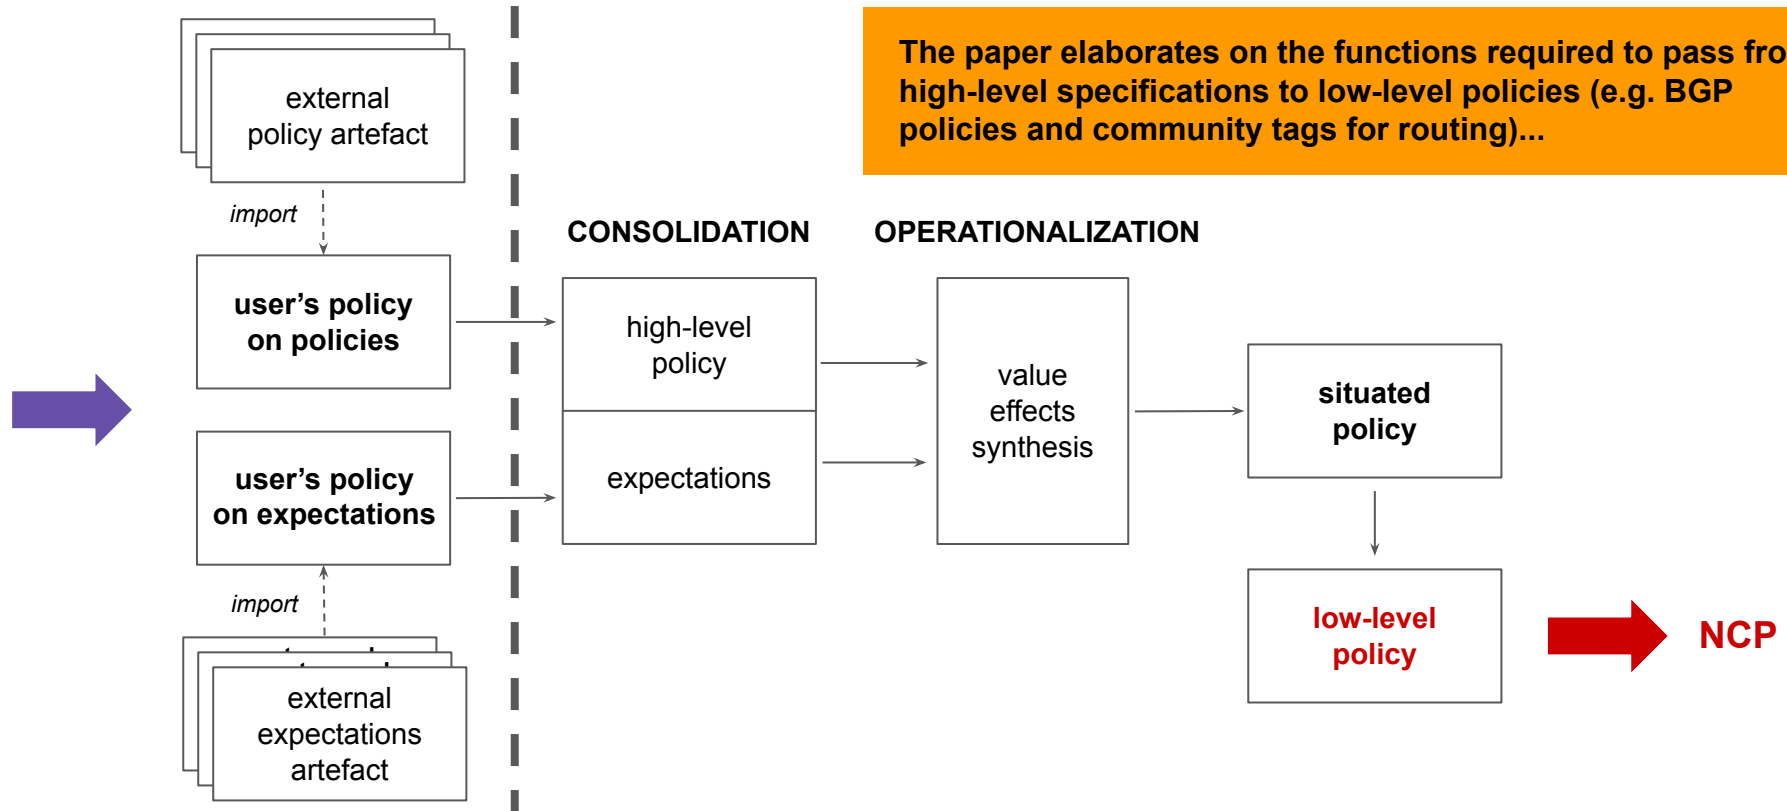 The paper elaborates on the functions required to pass fro
high-level specifications to low-level policies (e.g. BGP
policies and community tags for routing)...
external
policy artefact
import
user's policy
on policies
user's policy
on expectations
import
external
expectations
artefact
CONSOLIDATION
high-level
policy
expectations
OPERATIONALIZATION
value
effects
synthesis
situated
policy
low-level
policy
NCP